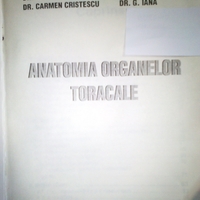 DR. CARMEN CRISTESCU DR. G. IANA
ANATOMIA ORGANELOR
TORACALE